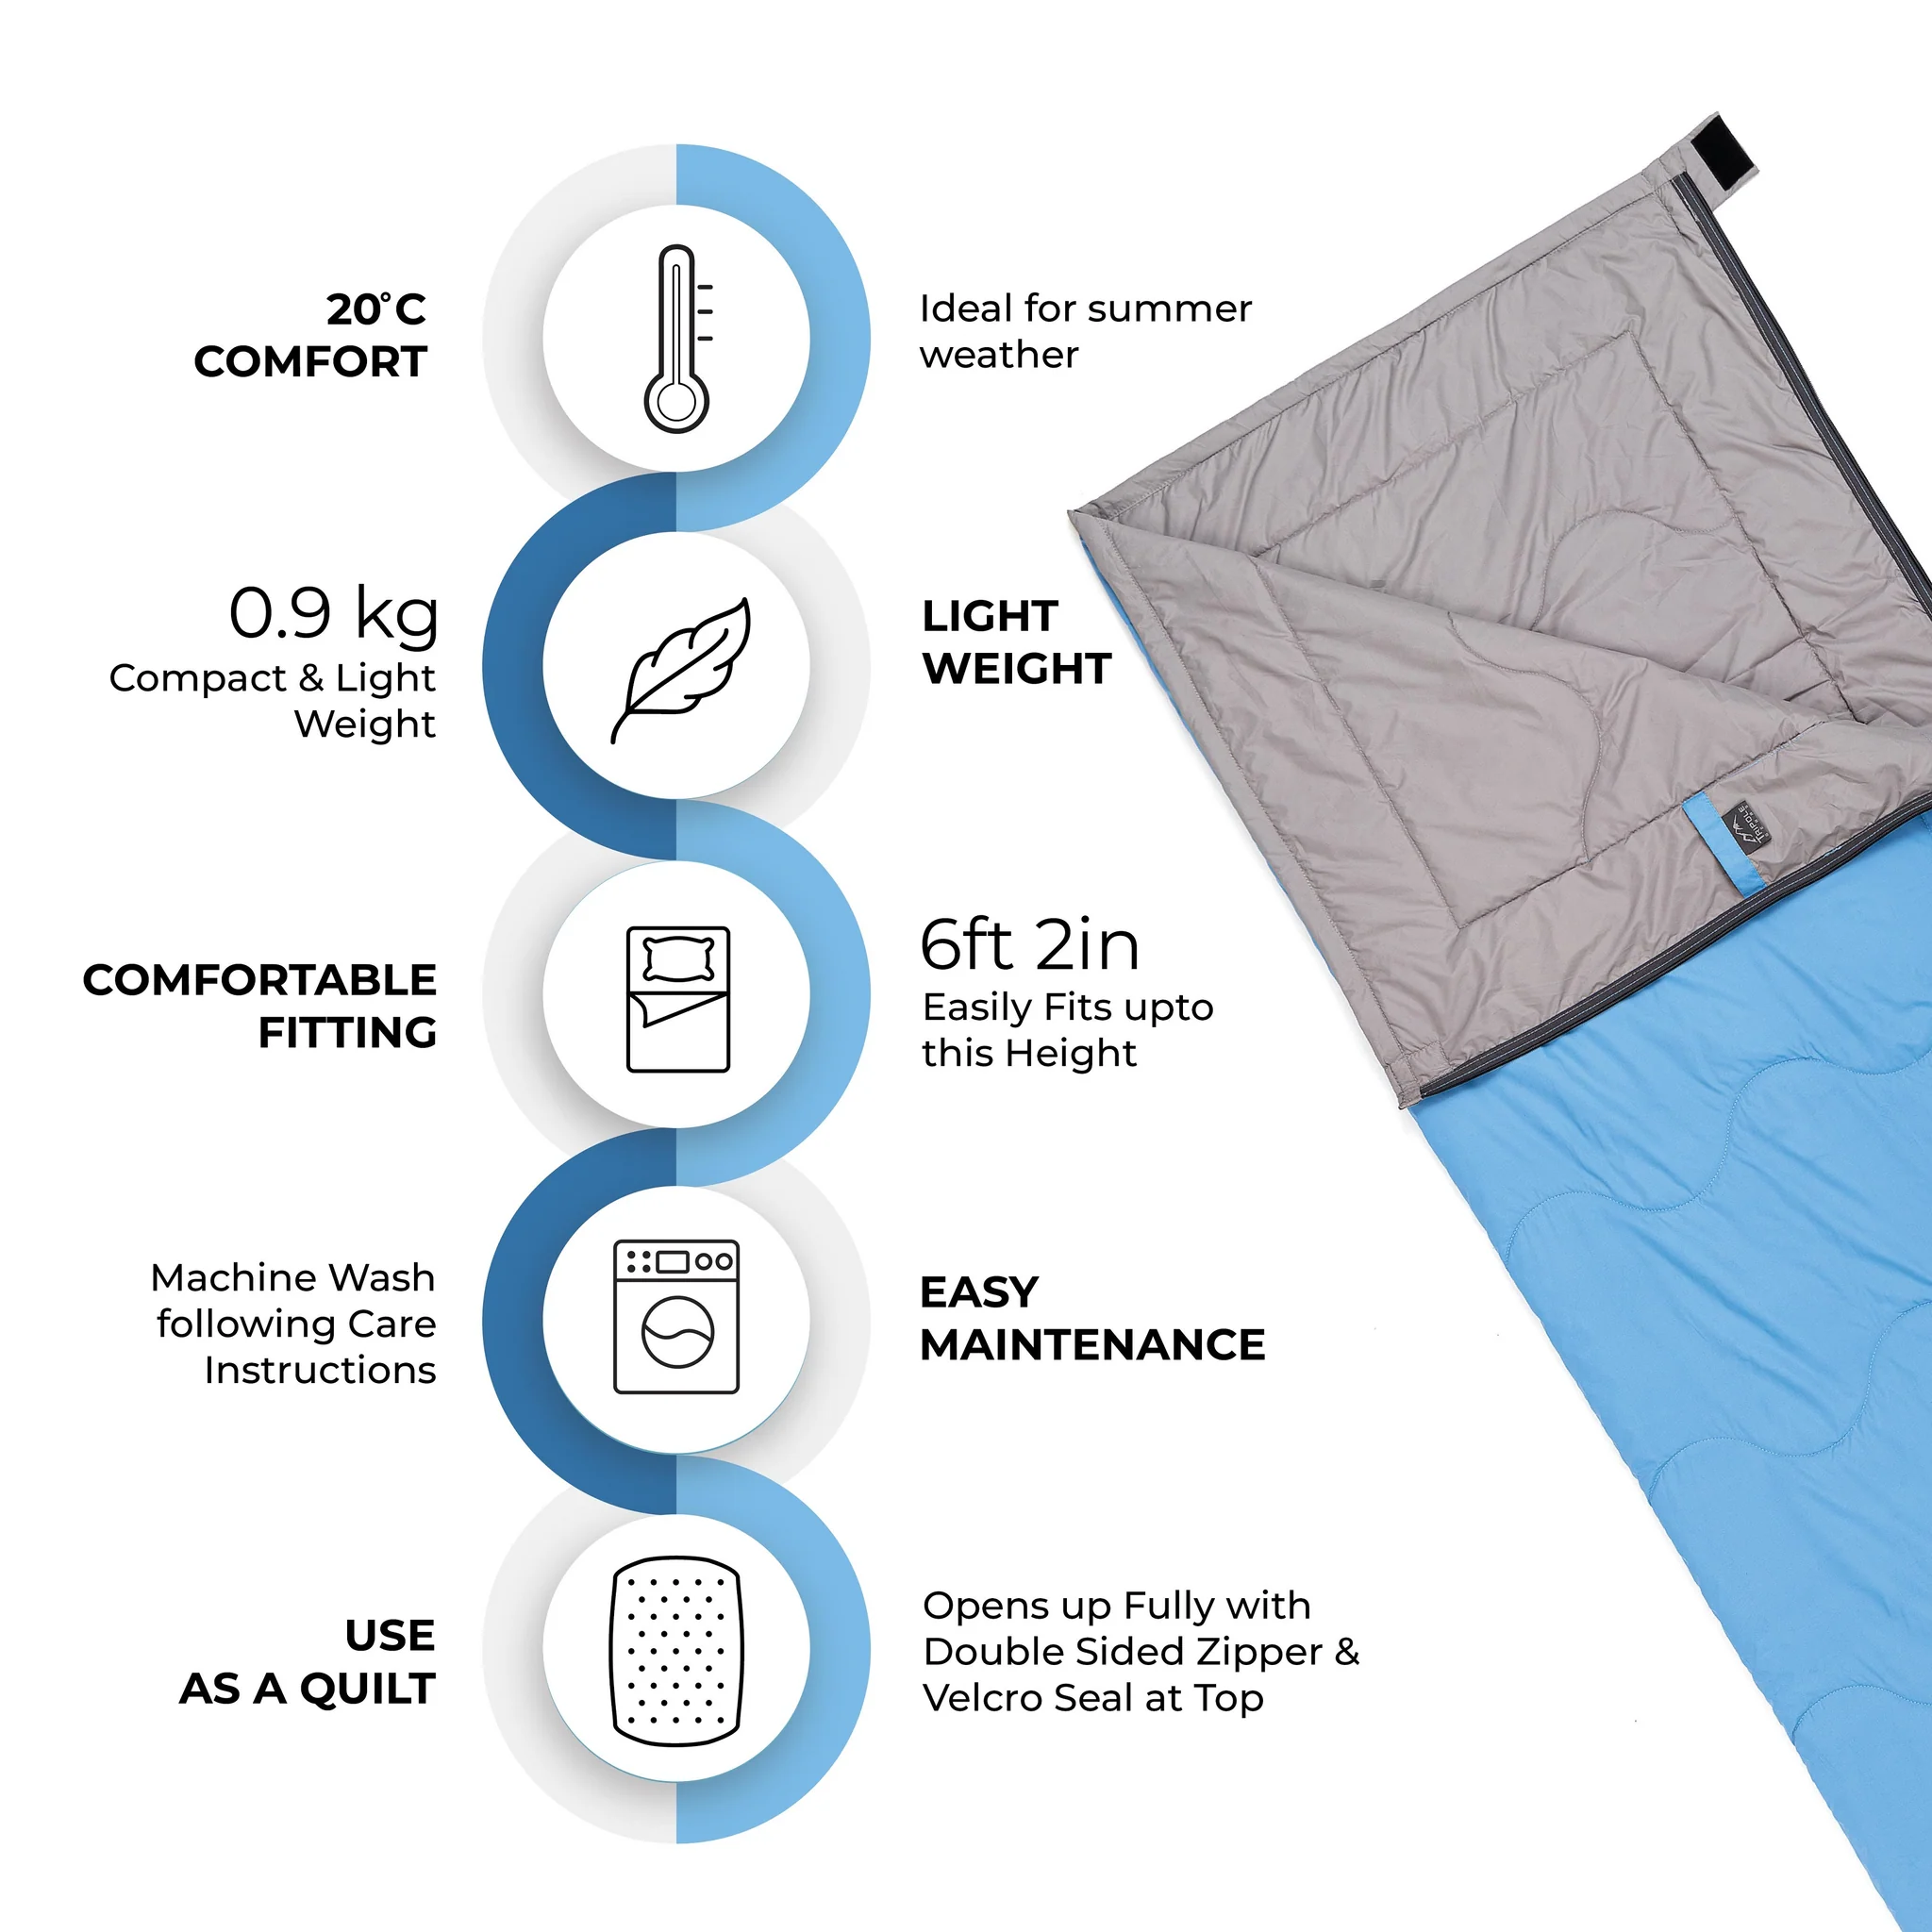 20°C
COMFORT
Ideal for summer
weather
0.9 kg
Compact & Light
Weight
LIGHT
WEIGHT
COMFORTABLE
FITTING
6ft 2in
Easily Fits upto
this Height
Machine Wash
following Care
Instructions
EASY
MAINTENANCE
USE
AS A QUILT
Opens up Fully with
Double Sided Zipper &
Velcro Seal at Top
TRIPOLE